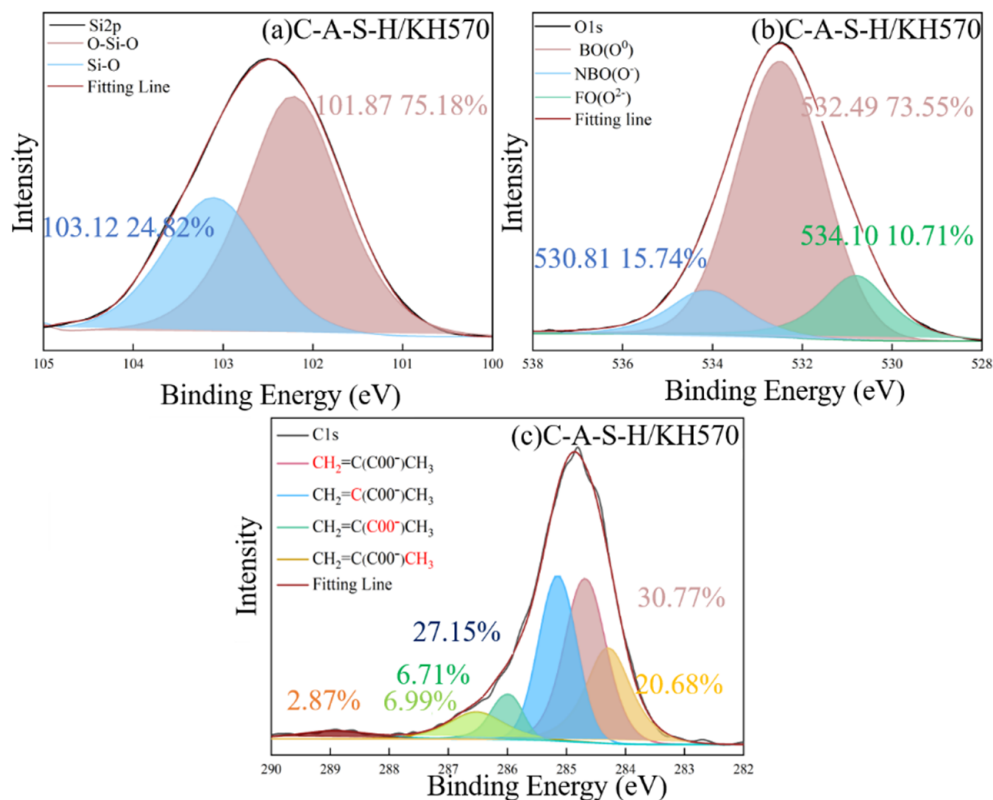 (a)C-A-S-H/KH570
Si2p
O-Si-O
Si-O
Fitting Line
101.87 75.18%
103.12 24.82%
Intensity
105 104 103 102 101 100
Binding Energy (eV)
(b)C-A-S-H/KH570
O1s
BO(O⁰)
NBO(O⁻)
FO(O²⁻)
Fitting line
532.49 73.55%
534.10 10.71%
530.81 15.74%
Intensity
538 536 534 532 530 528
Binding Energy (eV)
(c)C-A-S-H/KH570
C1s
CH₂=C(C00⁻)CH₃
CH₂=C(C00⁻)CH₃
CH₂=C(C00⁻)CH₃
CH₂=C(C00⁻)CH₃
Fitting Line
30.77%
27.15%
6.71%
20.68%
2.87%
6.99%
Intensity
290 289 288 287 286 285 284 283 282
Binding Energy (eV)